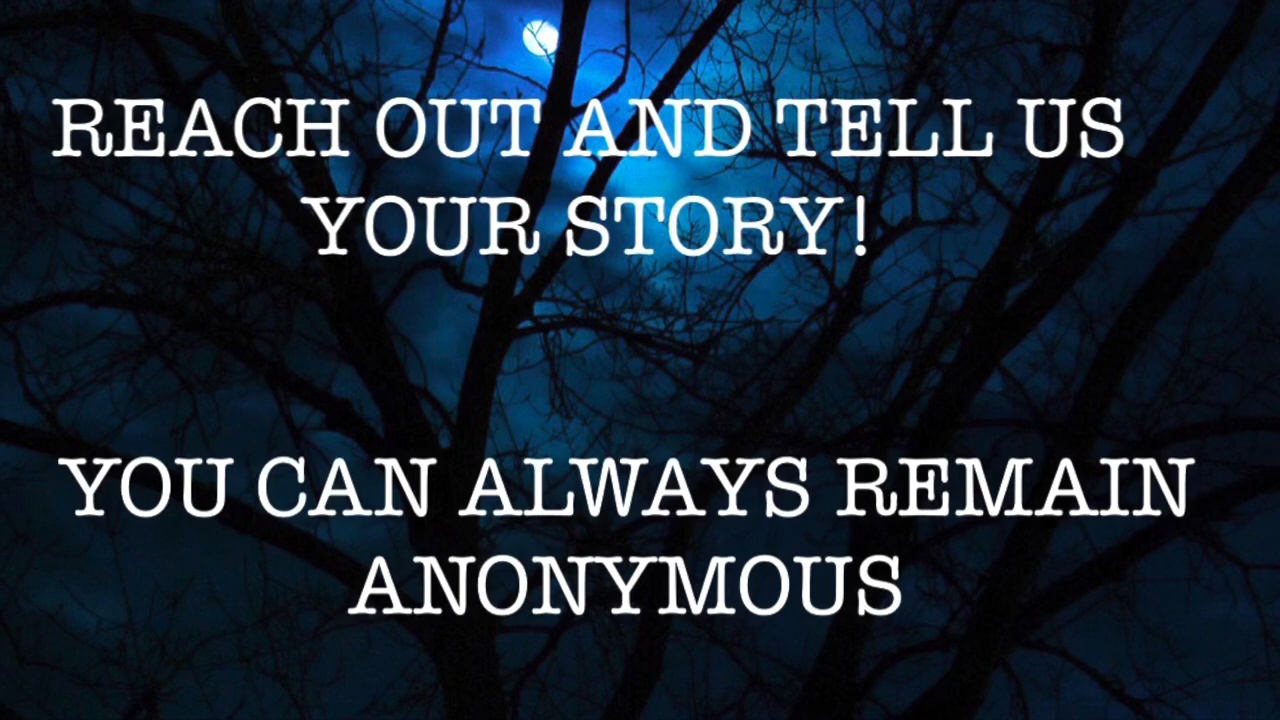 REACH OUT AND TELL US
YOUR STORY!
YOU CAN ALWAYS REMAIN
ANONYMOUS